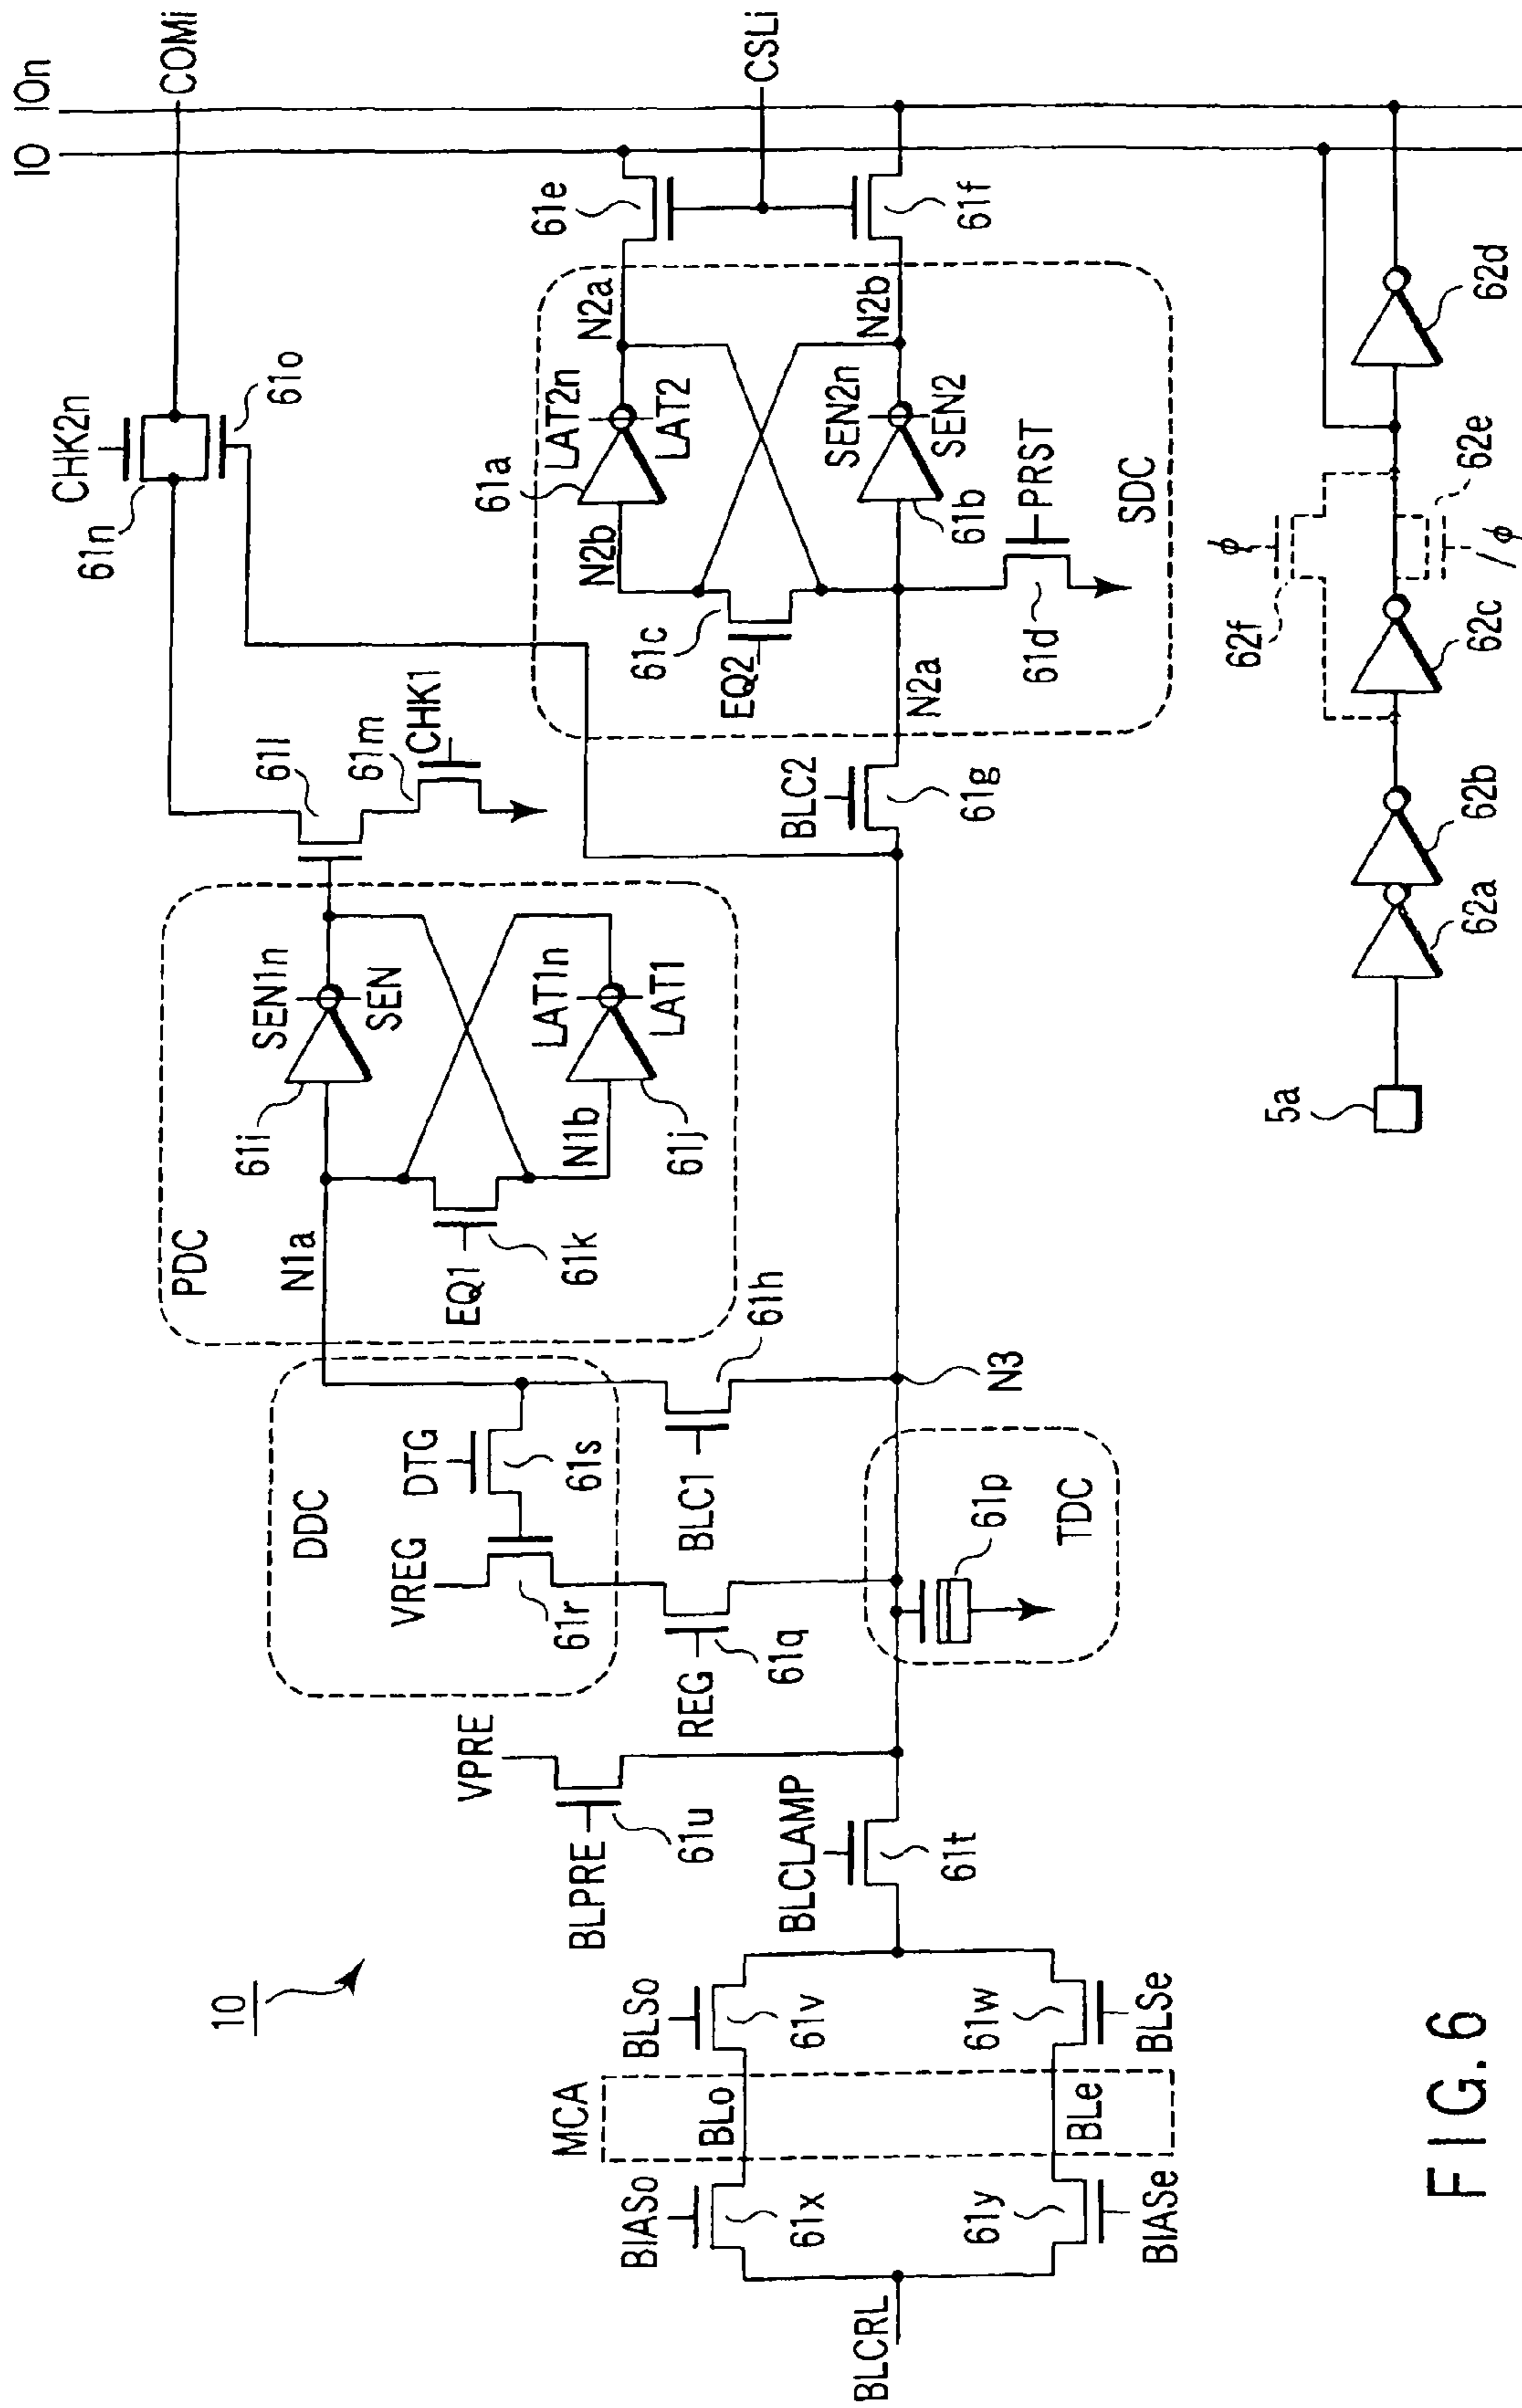 10
BLCRL
BIASo
61x
61y
BIASe
MCA
BLo
BLe
BLSo
61v
61w
BLSe
VPRE
BLPRE
61u
BLCLAMP
61t
DDC
VREG
DTG
61s
61r
REG
61q
BLC1
61h
N3
61p
TDC
PDC
N1a
EQ1
61k
61i
SEN1n
SEN
N1b
61j
LAT1n
LAT1
61l
61m
CHK1
CHK2n
61n
61o
COMi
BLC2
61g
N2a
EQ2
61c
N2b
61a
LAT2n
LAT2
N2a
61b
SEN2n
SEN2
N2b
61d
PRST
SDC
61e
61f
CSLi
IO
IOn
5a
62a
62b
62c
62f
φ
62e
/φ
62d
FIG. 6